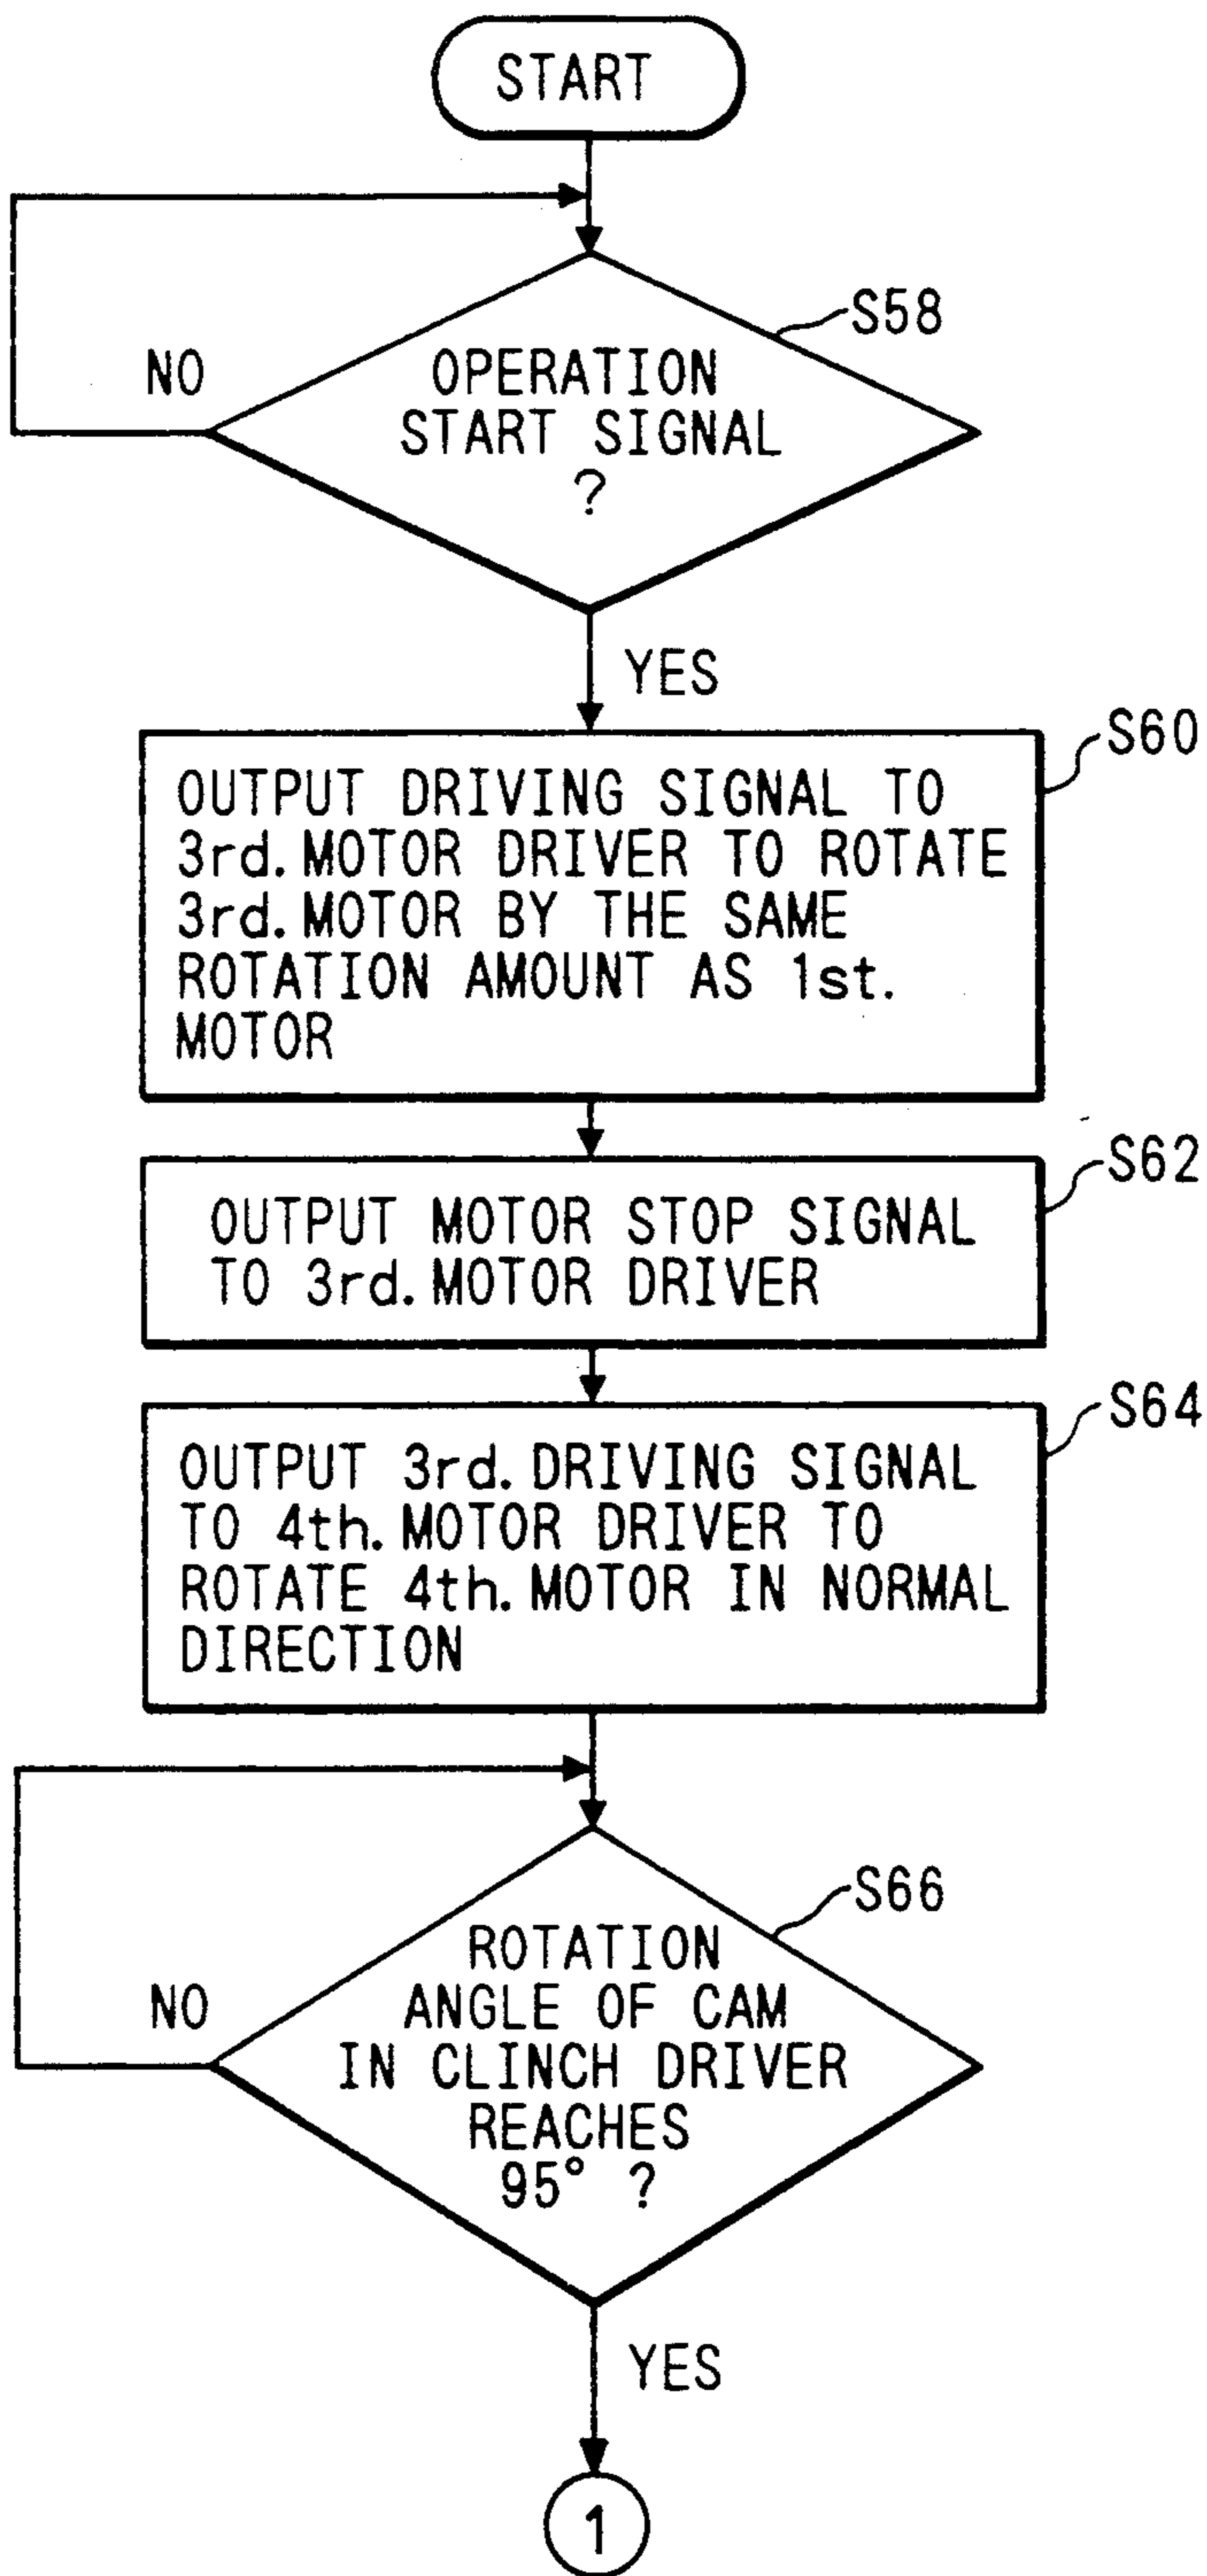 START
S58
NO
OPERATION
START SIGNAL
?
YES
S60
OUTPUT DRIVING SIGNAL TO
3rd. MOTOR DRIVER TO ROTATE
3rd. MOTOR BY THE SAME
ROTATION AMOUNT AS 1st.
MOTOR
S62
OUTPUT MOTOR STOP SIGNAL
TO 3rd. MOTOR DRIVER
S64
OUTPUT 3rd. DRIVING SIGNAL
TO 4th. MOTOR DRIVER TO
ROTATE 4th. MOTOR IN NORMAL
DIRECTION
S66
NO
ROTATION
ANGLE OF CAM
IN CLINCH DRIVER
REACHES
95° ?
YES
1